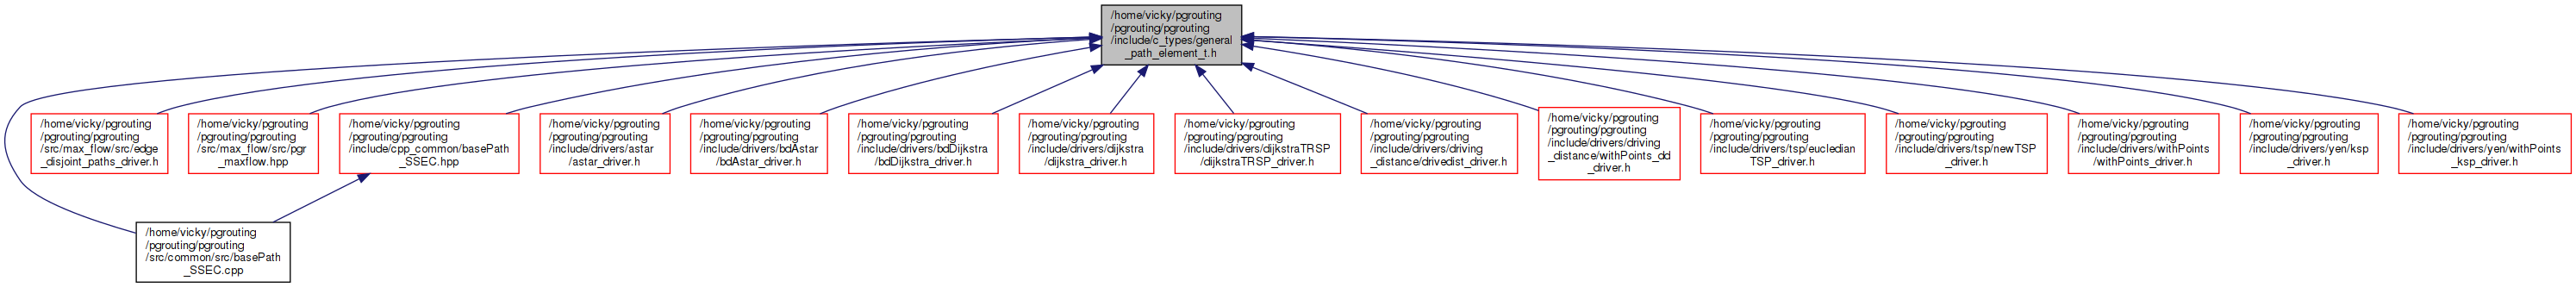 /home/vicky/pgrouting
/pgrouting/pgrouting
/include/c_types/general
_path_element_t.h
/home/vicky/pgrouting
/pgrouting/pgrouting
/src/max_flow/src/edge
_disjoint_paths_driver.h
/home/vicky/pgrouting
/pgrouting/pgrouting
/src/max_flow/src/pgr
_maxflow.hpp
/home/vicky/pgrouting
/pgrouting/pgrouting
/include/cpp_common/basePath
_SSEC.hpp
/home/vicky/pgrouting
/pgrouting/pgrouting
/include/drivers/astar
/astar_driver.h
/home/vicky/pgrouting
/pgrouting/pgrouting
/include/drivers/bdAstar
/bdAstar_driver.h
/home/vicky/pgrouting
/pgrouting/pgrouting
/include/drivers/bdDijkstra
/bdDijkstra_driver.h
/home/vicky/pgrouting
/pgrouting/pgrouting
/include/drivers/dijkstra
/dijkstra_driver.h
/home/vicky/pgrouting
/pgrouting/pgrouting
/include/drivers/dijkstraTRSP
/dijkstraTRSP_driver.h
/home/vicky/pgrouting
/pgrouting/pgrouting
/include/drivers/driving
_distance/drivedist_driver.h
/home/vicky/pgrouting
/pgrouting/pgrouting
/include/drivers/driving
_distance/withPoints_dd
_driver.h
/home/vicky/pgrouting
/pgrouting/pgrouting
/include/drivers/tsp/eucledian
TSP_driver.h
/home/vicky/pgrouting
/pgrouting/pgrouting
/include/drivers/tsp/newTSP
_driver.h
/home/vicky/pgrouting
/pgrouting/pgrouting
/include/drivers/withPoints
/withPoints_driver.h
/home/vicky/pgrouting
/pgrouting/pgrouting
/include/drivers/yen/ksp
_driver.h
/home/vicky/pgrouting
/pgrouting/pgrouting
/include/drivers/yen/withPoints
_ksp_driver.h
/home/vicky/pgrouting
/pgrouting/pgrouting
/src/common/src/basePath
_SSEC.cpp